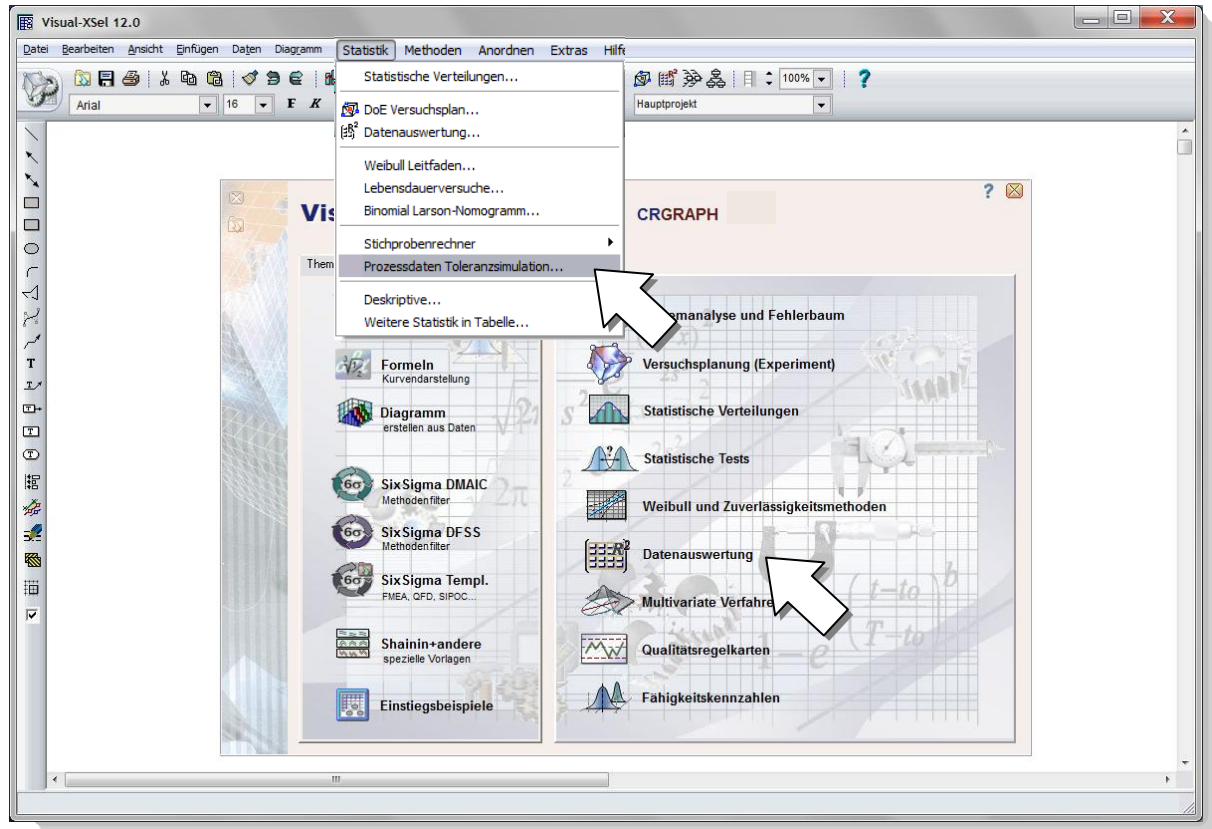 Visual-XSel 12.0
Datei Bearbeiten Ansicht Einfügen Daten Diagramm Statistik Methoden Anordnen Extras Hilfe
100%
Arial 16 F K Hauptprojekt
Statistische Verteilungen...
DoE Versuchsplan...
Datenauswertung...
Weibull Leitfaden...
Lebensdauerversuche...
Binomial Larson-Nomogramm...
Stichprobenrechner
Prozessdaten Toleranzsimulation...
Deskriptive...
Weitere Statistik in Tabelle...
Vis
CRGRAPH
Them
Formeln
Kurvendarstellung
Diagramm
erstellen aus Daten
SixSigma DMAIC
Methodenfilter
SixSigma DFSS
Methodenfilter
SixSigma Templ.
FMEA, QFD, SIPOC...
Shainin+andere
spezielle Vorlagen
Einstiegsbeispiele
emanalyse und Fehlerbaum
Versuchsplanung (Experiment)
Statistische Verteilungen
Statistische Tests
Weibull und Zuverlässigkeitsmethoden
Datenauswertung
Multivariate Verfahre
Qualitätsregelkarten
Fähigkeitskennzahlen